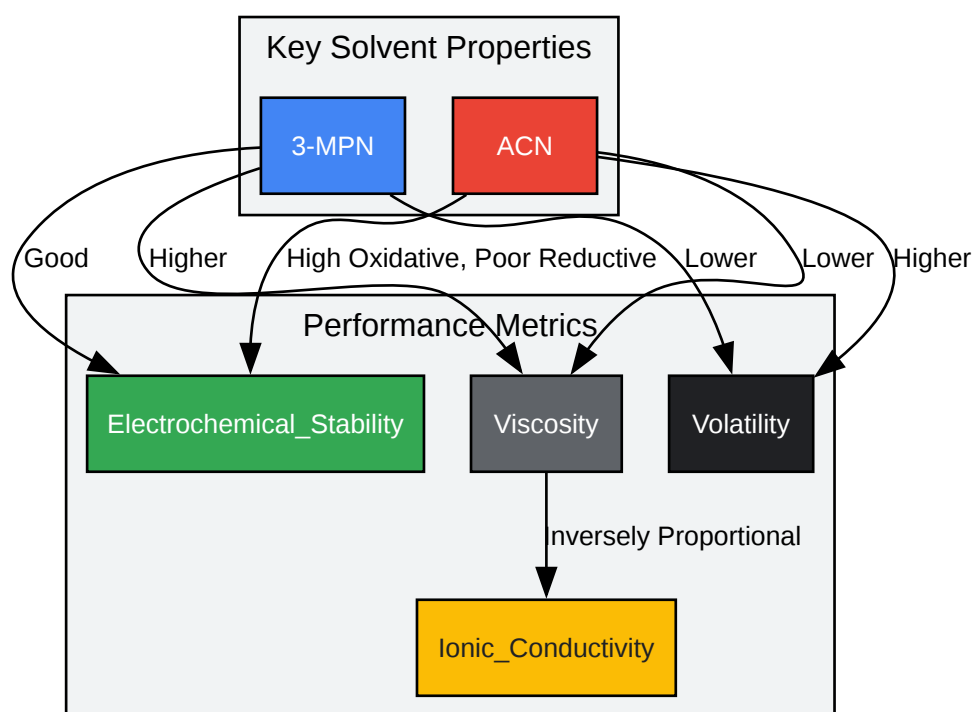 Key Solvent Properties
3-MPN
ACN
Good
Higher
High Oxidative, Poor Reductive
Lower
Lower
Higher
Performance Metrics
Electrochemical_Stability
Viscosity
Volatility
Inversely Proportional
Ionic_Conductivity